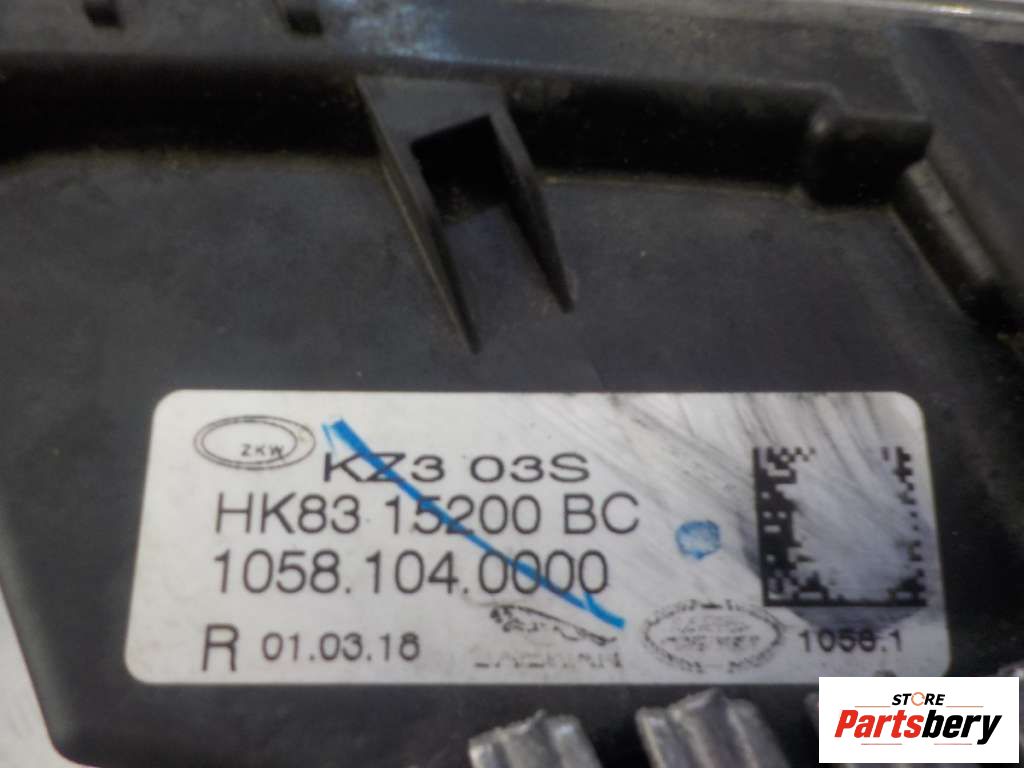 ZKW
KZ3 03S
HK83 15200 BC
1058.104.0000
R 01.03.18
1058.1
STORE
Partsbery